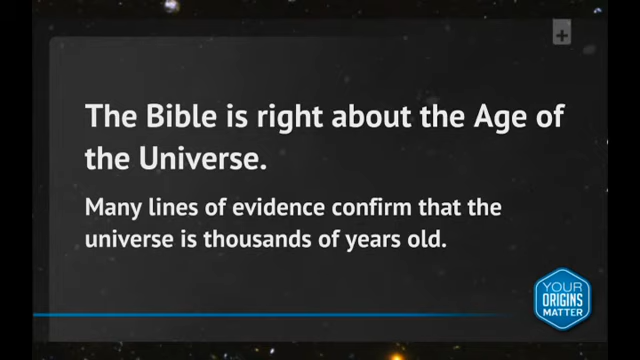 The Bible is right about the Age of
the Universe.
Many lines of evidence confirm that the
universe is thousands of years old.
YOUR
ORIGINS
MATTER